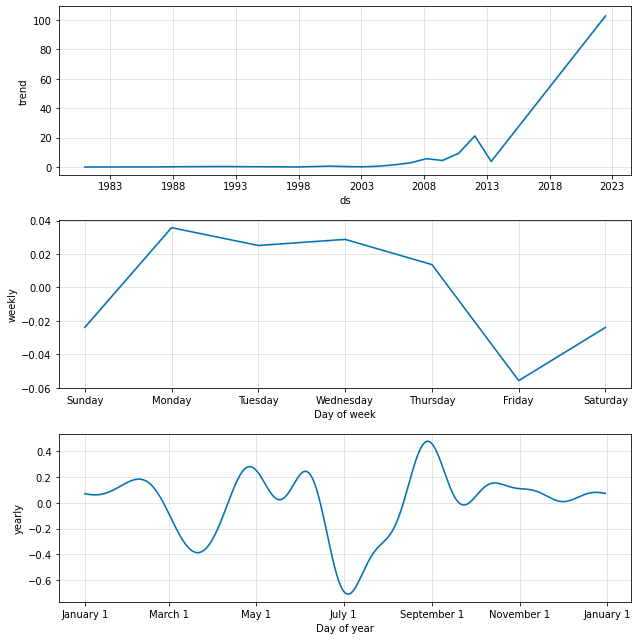 100
80
60
40
20
0
trend
1983 1988 1993 1998 2003 2008 2013 2018 2023
ds
0.04
0.02
0.00
−0.02
−0.04
−0.06
weekly
Sunday Monday Tuesday Wednesday Thursday Friday Saturday
Day of week
0.4
0.2
0.0
−0.2
−0.4
−0.6
yearly
January 1 March 1 May 1 July 1 September 1 November 1 January 1
Day of year